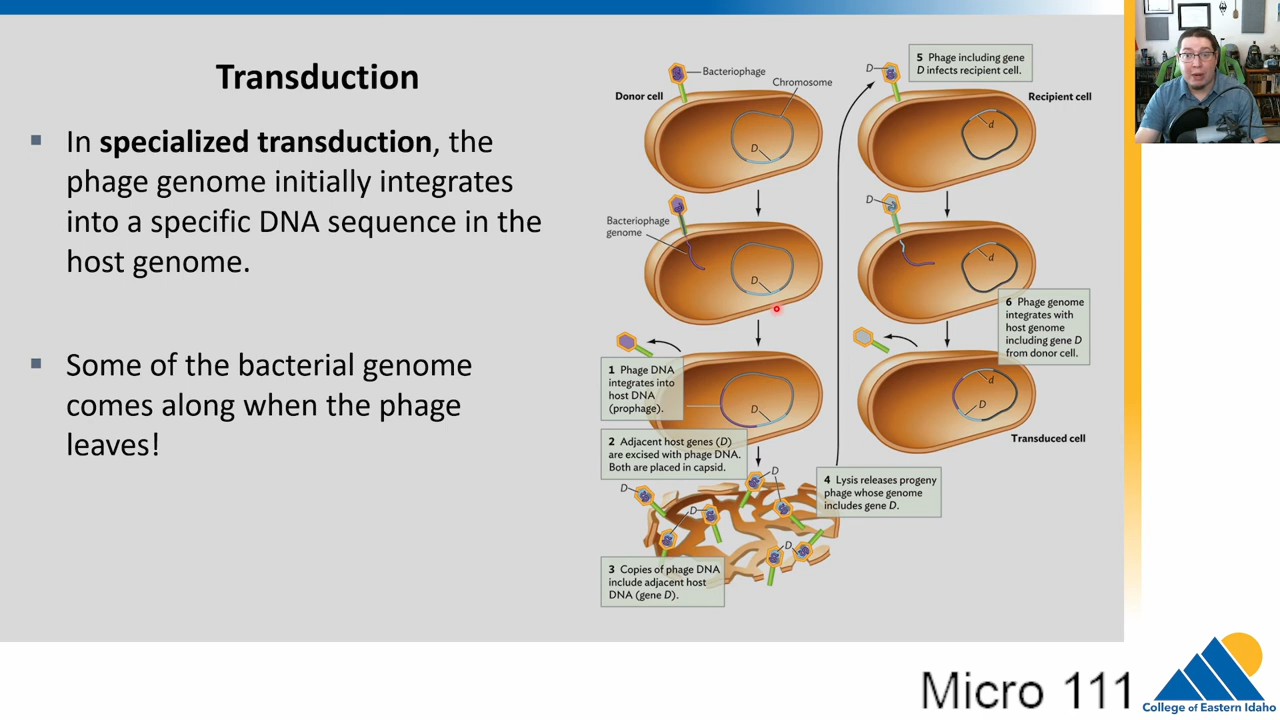 Transduction
▪ In specialized transduction, the
phage genome initially integrates
into a specific DNA sequence in the
host genome.
▪ Some of the bacterial genome
comes along when the phage
leaves!
Bacteriophage
Chromosome
Donor cell
D
Bacteriophage
genome
D
1 Phage DNA
integrates into
host DNA
(prophage).
D
2 Adjacent host genes (D)
are excised with phage DNA.
Both are placed in capsid.
D
D
D
D
3 Copies of phage DNA
include adjacent host
DNA (gene D).
4 Lysis releases progeny
phage whose genome
includes gene D.
5 Phage including gene
D infects recipient cell.
D
Recipient cell
d
D
d
6 Phage genome
integrates with
host genome
including gene D
from donor cell.
d
D
Transduced cell
Micro 111
College of Eastern Idaho